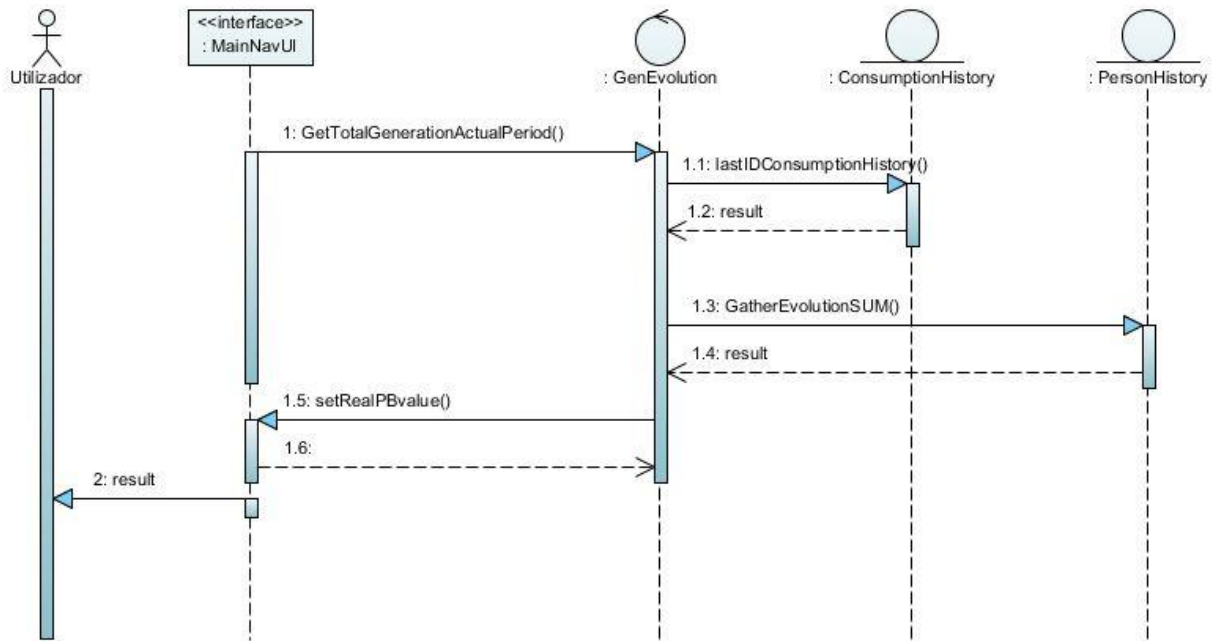 <<interface>>
: MainNavUI
Utilizador
: GenEvolution
: ConsumptionHistory
: PersonHistory
1: GetTotalGenerationActualPeriod()
1.1: lastIDConsumptionHistory()
1.2: result
1.3: GatherEvolutionSUM()
1.4: result
1.5: setRealPBvalue()
1.6:
2: result